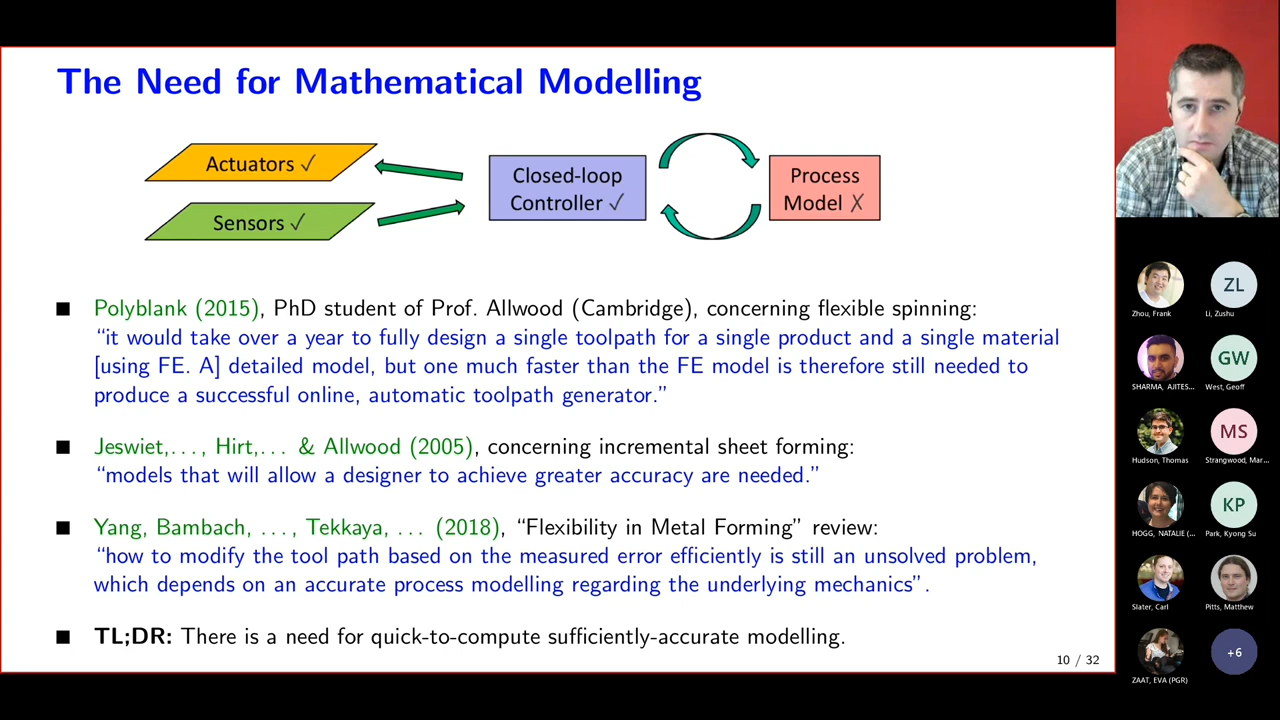 The Need for Mathematical Modelling
Actuators ✓
Sensors ✓
Closed-loop
Controller ✓
Process
Model ✗
■ Polyblank (2015), PhD student of Prof. Allwood (Cambridge), concerning flexible spinning:
“it would take over a year to fully design a single toolpath for a single product and a single material
[using FE. A] detailed model, but one much faster than the FE model is therefore still needed to
produce a successful online, automatic toolpath generator.”
■ Jeswiet,..., Hirt,... & Allwood (2005), concerning incremental sheet forming:
“models that will allow a designer to achieve greater accuracy are needed.”
■ Yang, Bambach, ..., Tekkaya, ... (2018), “Flexibility in Metal Forming” review:
“how to modify the tool path based on the measured error efficiently is still an unsolved problem,
which depends on an accurate process modelling regarding the underlying mechanics”.
■ TL;DR: There is a need for quick-to-compute sufficiently-accurate modelling.
10 / 32
ZL
Zhou, Frank
Li, Zushu
GW
SHARMA, AJITES...
West, Geoff
MS
Hudson, Thomas
Strangwood, Mar...
KP
HOGG, NATALIE (...
Park, Kyong Su
Slater, Carl
Pitts, Matthew
+6
ZAAT, EVA (PGR)